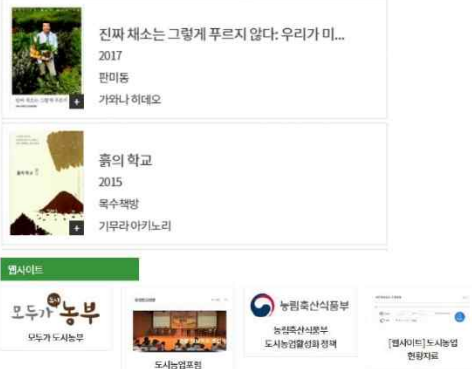 진짜 채소는 그렇게 푸르지 않다: 우리가 미...
2017
판미동
가와나 히데오
흙의 학교
2015
목수책방
기무라 아키노리
웹사이트
모두가 도시 농부
모두가 도시농부
도시농업포럼
농림축산식품부
농림축산식품부
도시농업활성화 정책
[웹사이트] 도시농업
현황자료